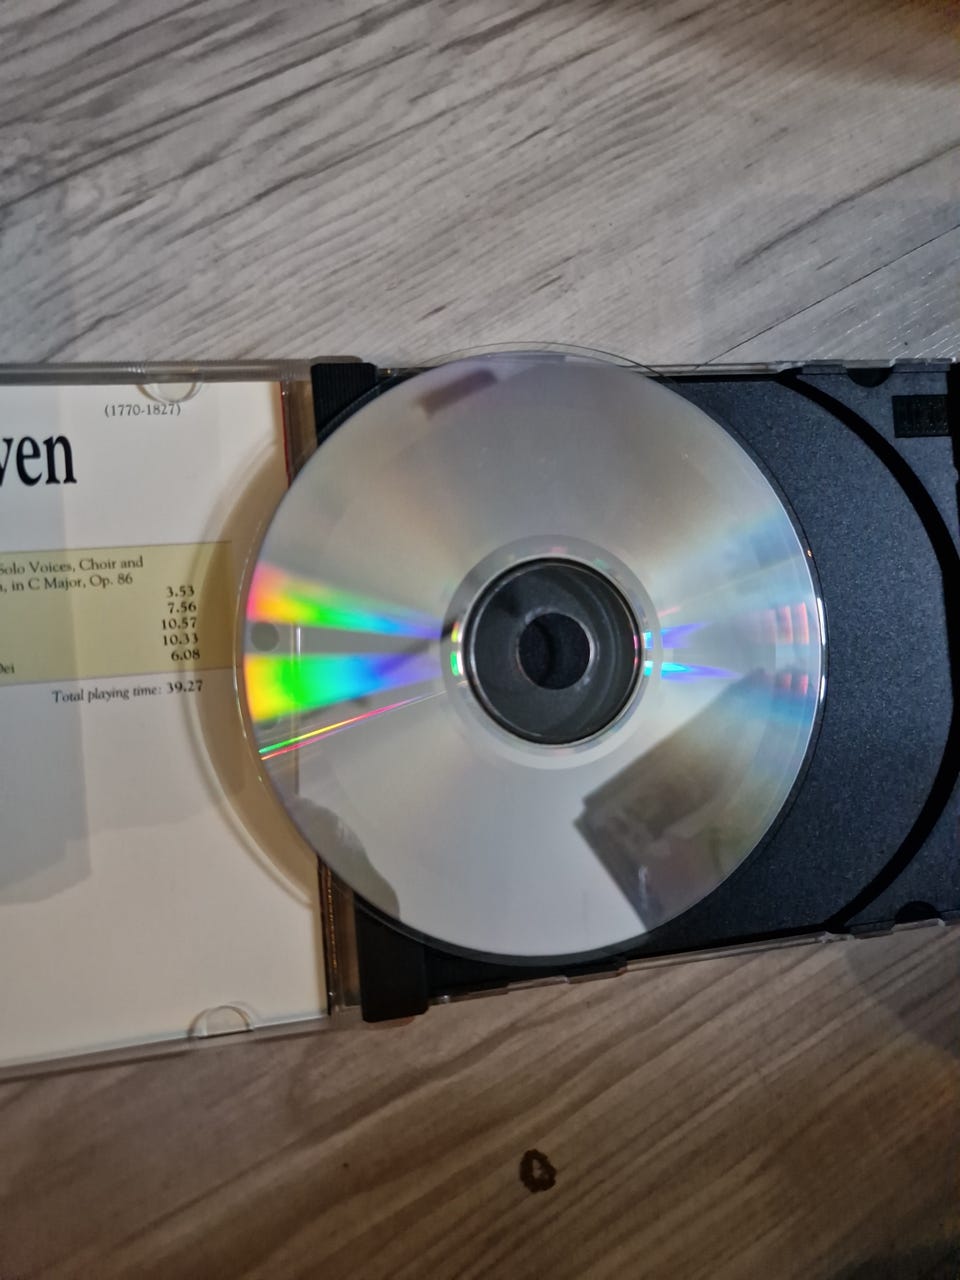 (1770-1827)
ven
Solo Voices, Choir and
, in C Major, Op. 86
3.53
7.56
10.57
10.33
Dei 6.08
Total playing time: 39.27